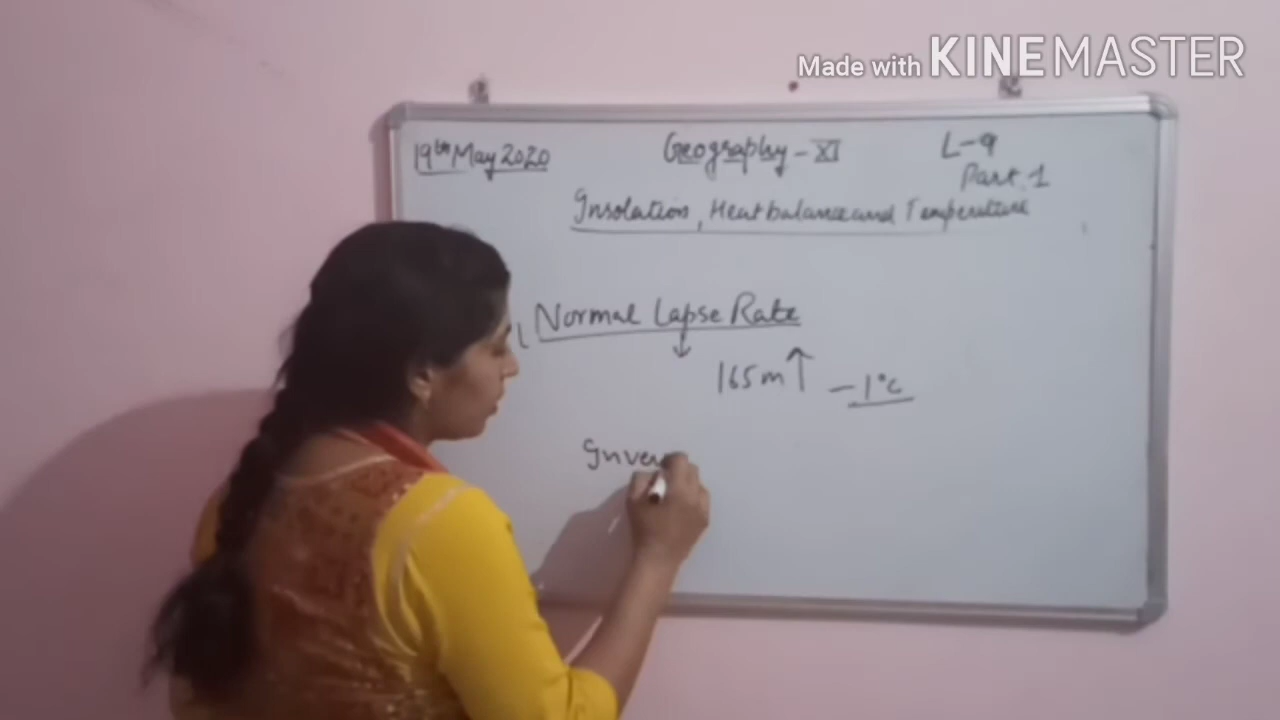 Made with KINEMASTER
19th May 2020 Geography - XI L-9
Part 1
Insolation, Heat balance and Temperature
Normal Lapse Rate
↓
165m ↑ - 1°C
Inver